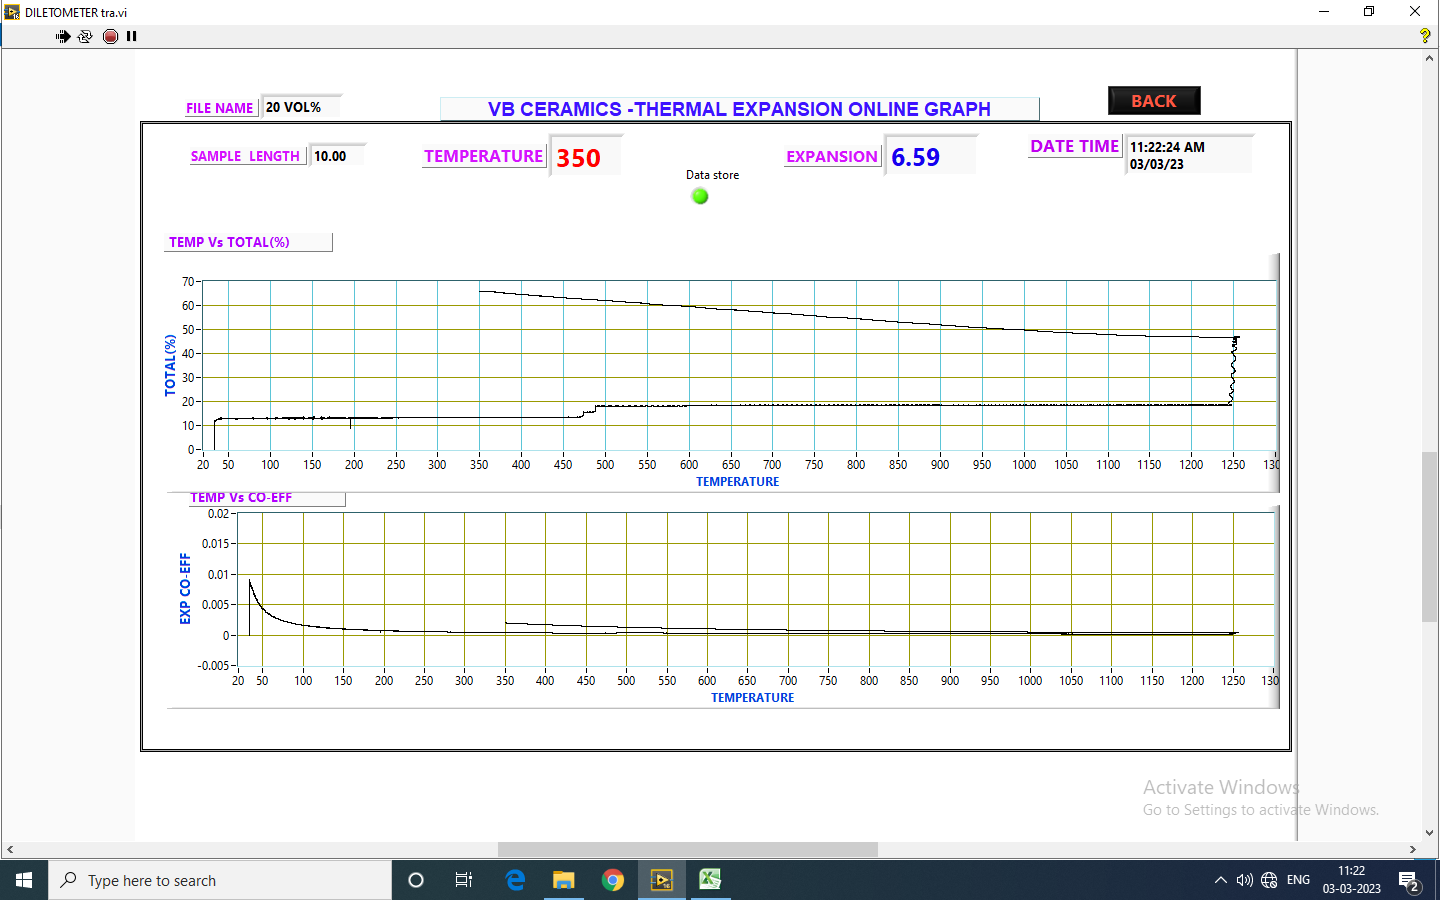 DILETOMETER tra.vi
FILE NAME 20 VOL%
VB CERAMICS -THERMAL EXPANSION ONLINE GRAPH
BACK
SAMPLE LENGTH 10.00
TEMPERATURE 350
EXPANSION 6.59
DATE TIME 11:22:24 AM
03/03/23
Data store
TEMP Vs TOTAL(%)
70
60
50
40
30
20
10
0
TOTAL(%)
20 50 100 150 200 250 300 350 400 450 500 550 600 650 700 750 800 850 900 950 1000 1050 1100 1150 1200 1250 130
TEMPERATURE
TEMP Vs CO-EFF
0.02
0.015
0.01
0.005
0
-0.005
EXP CO-EFF
20 50 100 150 200 250 300 350 400 450 500 550 600 650 700 750 800 850 900 950 1000 1050 1100 1150 1200 1250 130
TEMPERATURE
Activate Windows
Go to Settings to activate Windows.
Type here to search
16
ENG
11:22
03-03-2023
2